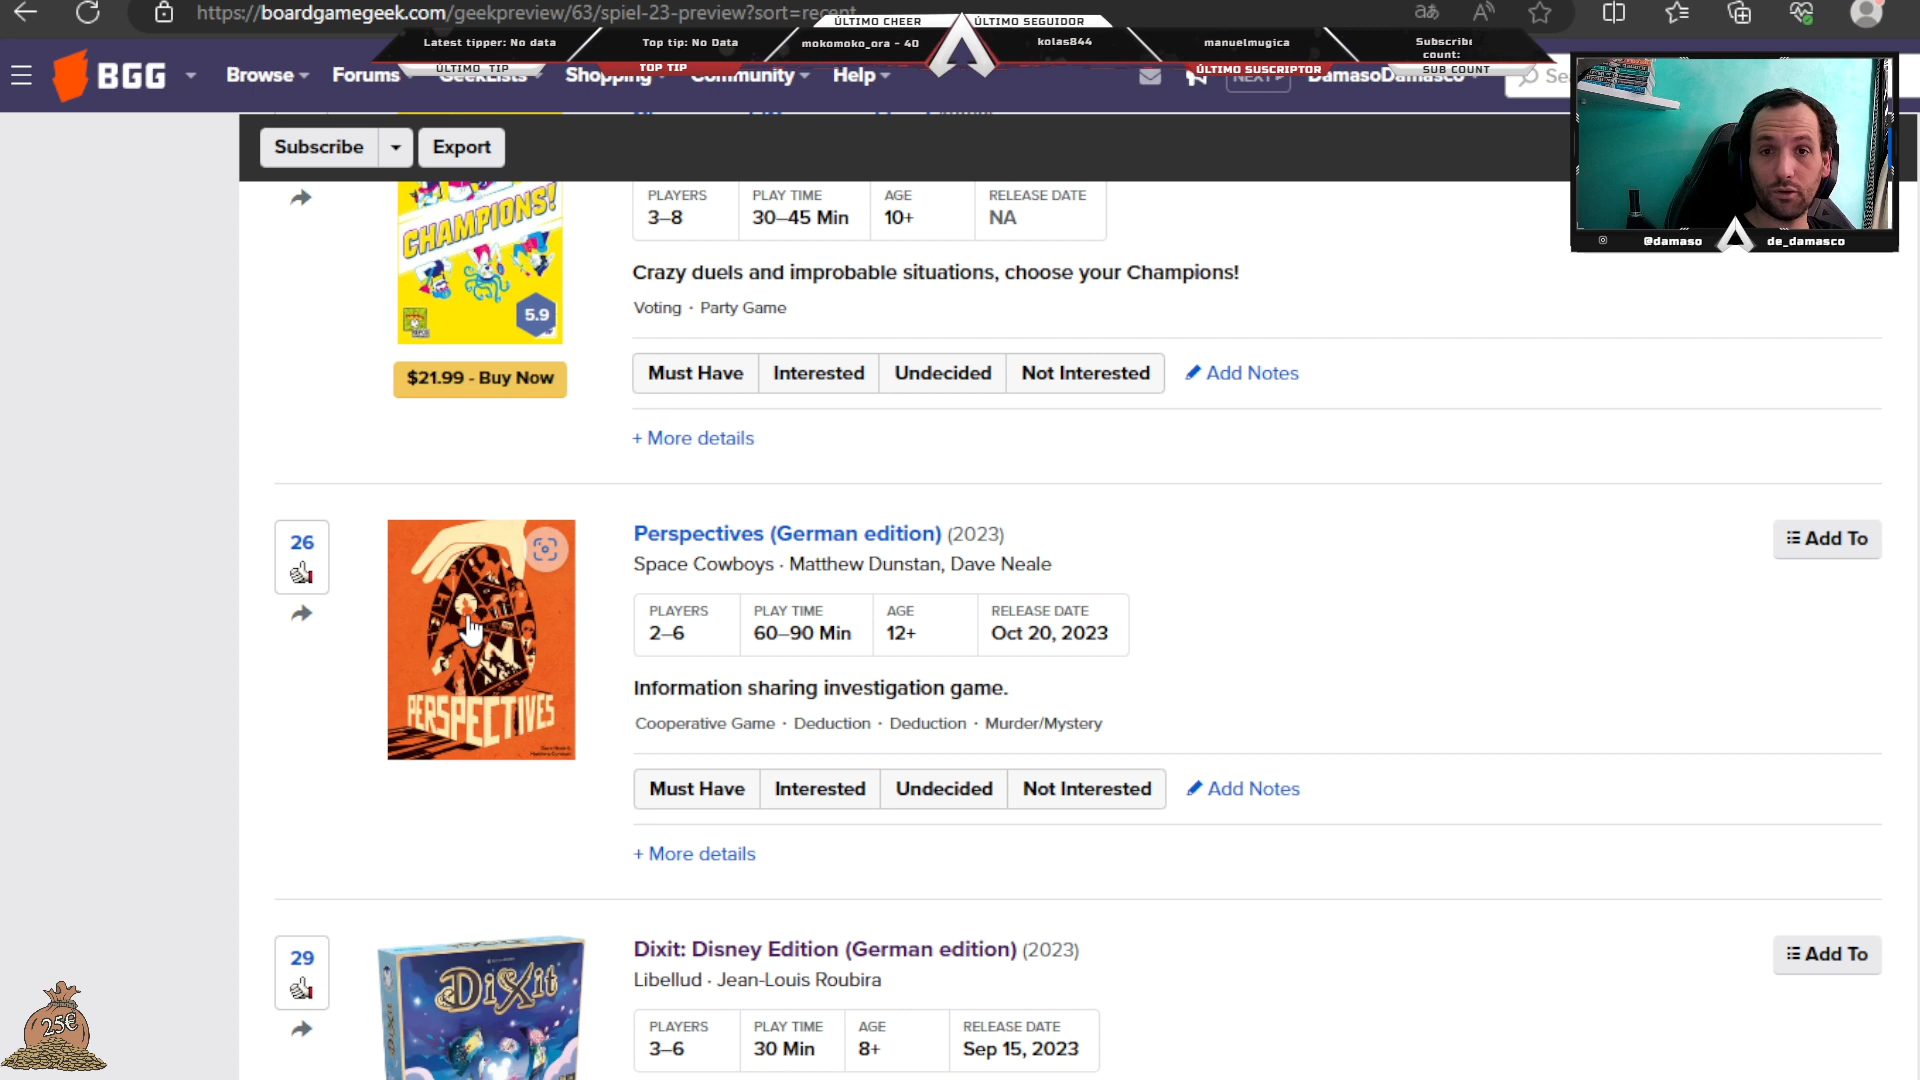 https://boardgamegeek.com/geekpreview/63/spiel-23-preview?sort=recent
ÚLTIMO CHEER
ÚLTIMO SEGUIDOR
Latest tipper: No data
Top tip: No Data
mokomoko_ora - 40
kolas844
manuelmugica
Subscribe
count:
ÚLTIMO TIP
TOP TIP
ÚLTIMO SUSCRIPTOR
SUB COUNT
BGG
Browse
Forums
GeekLists
Shopping
Community
Help
DamasoDamasco
Se
Subscribe
Export
@damaso
de_damasco
CHAMPIONS!
5.9
PLAYERS
3–8
PLAY TIME
30–45 Min
AGE
10+
RELEASE DATE
NA
Crazy duels and improbable situations, choose your Champions!
Voting · Party Game
$21.99 - Buy Now
Must Have
Interested
Undecided
Not Interested
Add Notes
+ More details
26
PERSPECTIVES
Perspectives (German edition) (2023)
Space Cowboys · Matthew Dunstan, Dave Neale
Add To
PLAYERS
2–6
PLAY TIME
60–90 Min
AGE
12+
RELEASE DATE
Oct 20, 2023
Information sharing investigation game.
Cooperative Game · Deduction · Deduction · Murder/Mystery
Must Have
Interested
Undecided
Not Interested
Add Notes
+ More details
29
DiXit
DiXit
Dixit: Disney Edition (German edition) (2023)
Libellud · Jean-Louis Roubira
Add To
PLAYERS
3–6
PLAY TIME
30 Min
AGE
8+
RELEASE DATE
Sep 15, 2023
25€